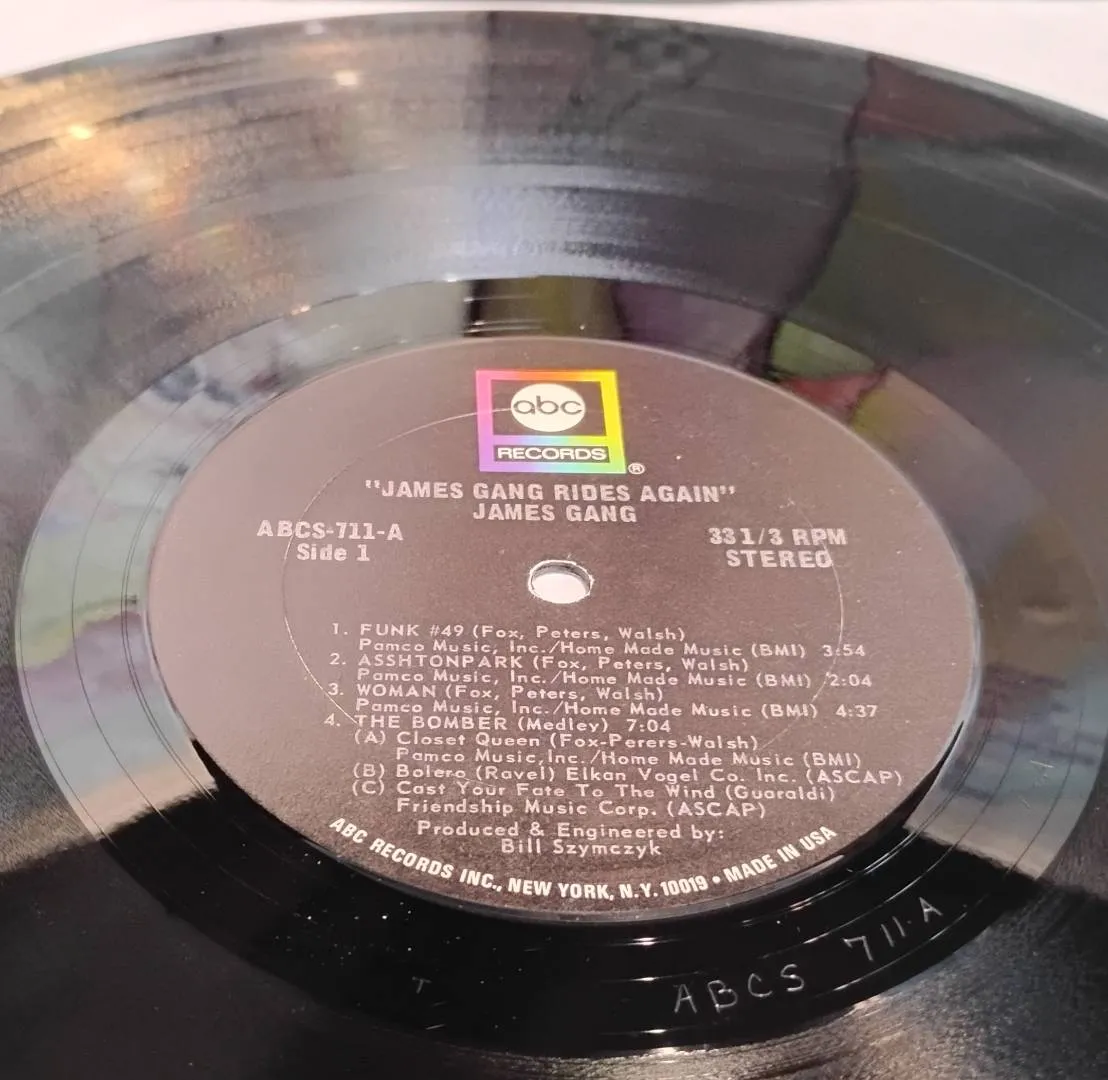 abc
RECORDS
®
"JAMES GANG RIDES AGAIN"
JAMES GANG
ABCS-711-A
Side 1
33 1/3 RPM
STEREO
1. FUNK #49 (Fox, Peters, Walsh)
Pamco Music, Inc./Home Made Music (BMI) 3:54
2. ASSHTONPARK (Fox, Peters, Walsh)
Pamco Music, Inc./Home Made Music (BMI) 2:04
3. WOMAN (Fox, Peters, Walsh)
Pamco Music, Inc./Home Made Music (BMI) 4:37
4. THE BOMBER (Medley) 7:04
(A) Closet Queen (Fox-Perers-Walsh)
Pamco Music,Inc./Home Made Music (BMI)
(B) Bolero (Ravel) Elkan Vogel Co. Inc. (ASCAP)
(C) Cast Your Fate To The Wind (Guaraldi)
Friendship Music Corp. (ASCAP)
Produced & Engineered by:
Bill Szymczyk
ABC RECORDS INC., NEW YORK, N.Y. 10019 • MADE IN USA
T
ABCS 711·A